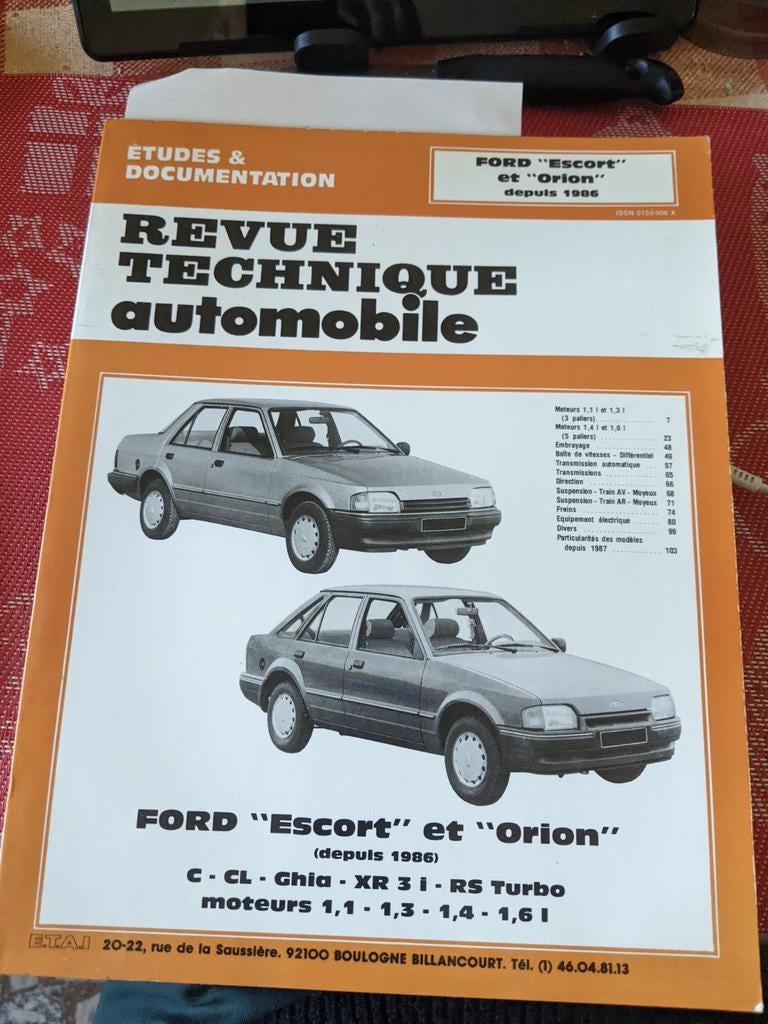 ÉTUDES &
DOCUMENTATION
FORD "Escort"
et "Orion"
depuis 1986
ISSN 0153-906 X
REVUE
TECHNIQUE
automobile
Moteurs 1,1 l et 1,3 l
(3 paliers) .................... 7
Moteurs 1,4 l et 1,6 l
(5 paliers) .................... 23
Embrayage .................... 48
Boîte de vitesses - Différentiel 49
Transmission automatique ..... 57
Transmissions ................. 65
Direction ..................... 66
Suspension - Train AV - Moyeux 68
Suspension - Train AR - Moyeux 71
Freins ........................ 74
Equipement électrique ........ 80
Divers ........................ 99
Particularités des modèles
depuis 1987 .................. 103
FORD "Escort" et "Orion"
(depuis 1986)
C - CL - Ghia - XR 3 i - RS Turbo
moteurs 1,1 - 1,3 - 1,4 - 1,6 l
E.T.A.I 20-22, rue de la Saussière. 92100 BOULOGNE BILLANCOURT. Tél. (1) 46.04.81.13